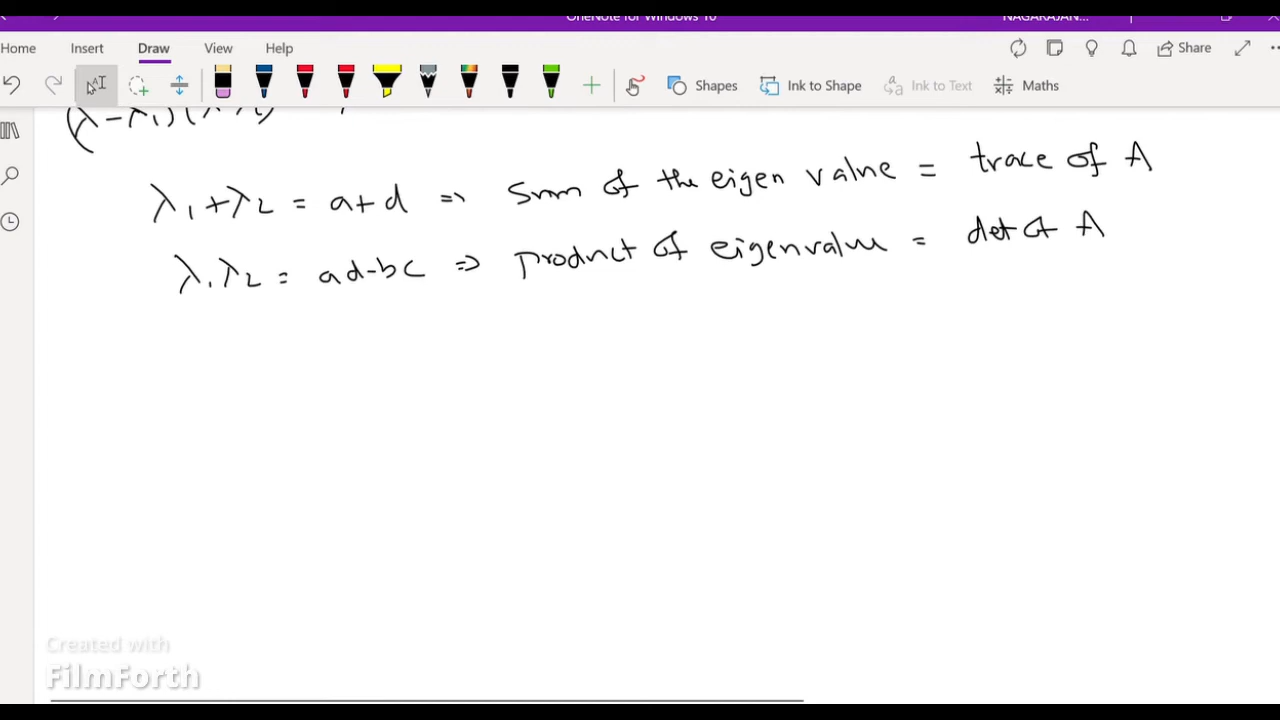 OneNote for Windows 10 NAGARAJAN...
Home Insert Draw View Help Share
Shapes Ink to Shape Ink to Text Maths
λ₁+λ₂ = a+d ⇒ Sum of the eigen value = trace of A
λ₁λ₂ = ad-bc ⇒ product of eigenvalue = det of A
Created with
FilmForth